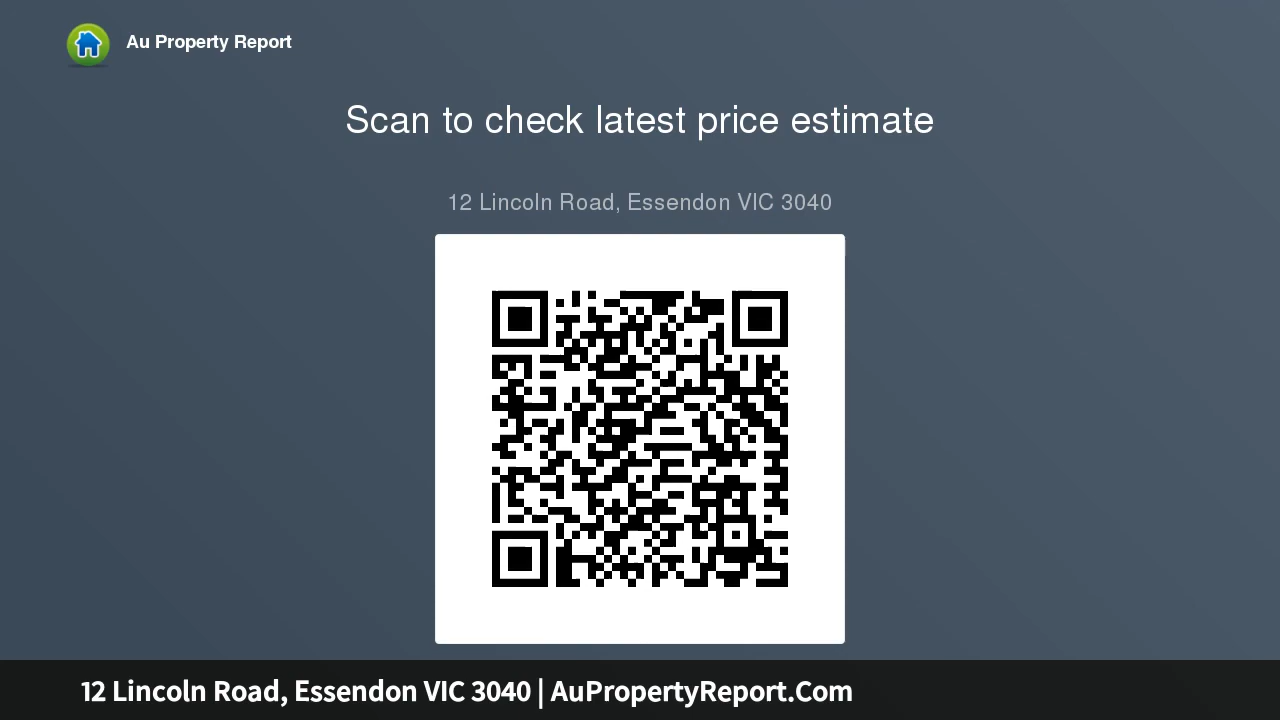 Au Property Report
Scan to check latest price estimate
12 Lincoln Road, Essendon VIC 3040
12 Lincoln Road, Essendon VIC 3040 | AuPropertyReport.Com